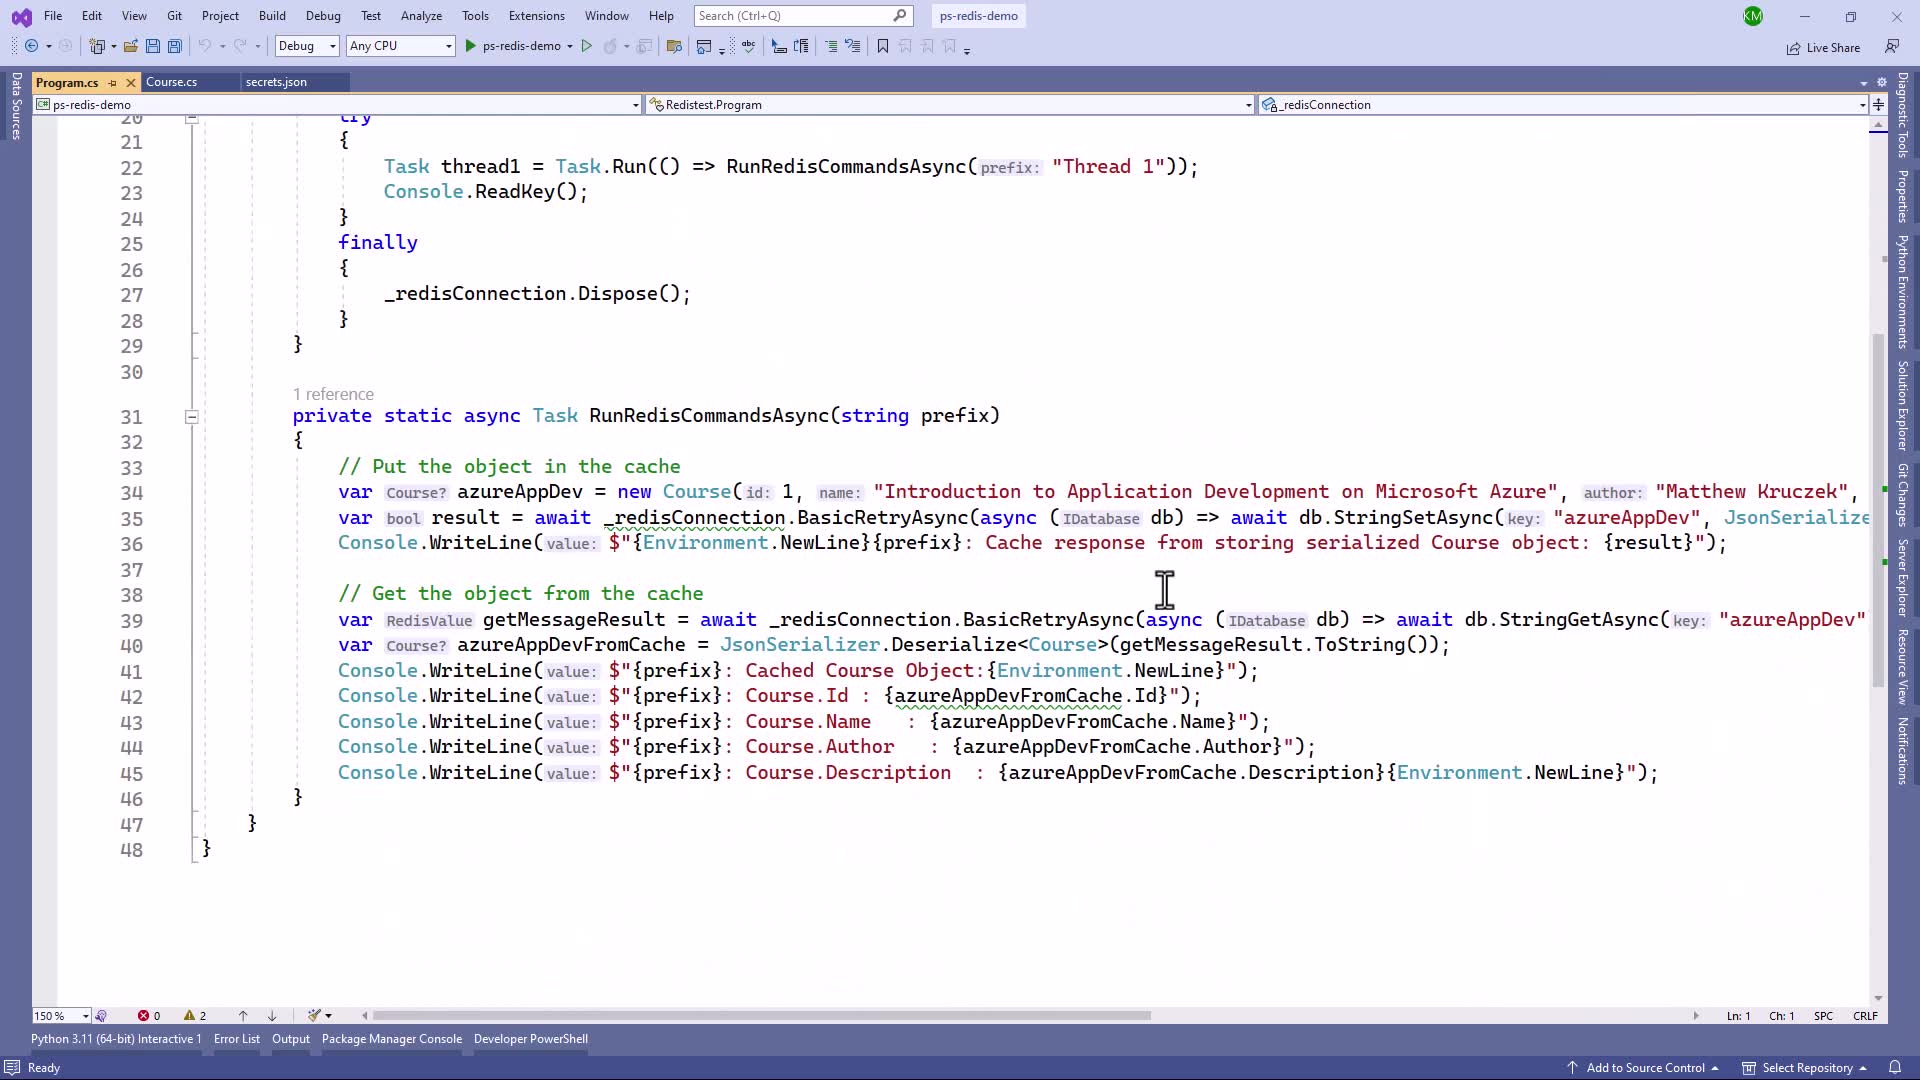 File Edit View Git Project Build Debug Test Analyze Tools Extensions Window Help Search (Ctrl+Q) ps-redis-demo KM
Debug Any CPU ps-redis-demo Live Share
Program.cs Course.cs secrets.json
ps-redis-demo Redistest.Program _redisConnection
20 try
21 {
22 Task thread1 = Task.Run(() => RunRedisCommandsAsync(prefix: "Thread 1"));
23 Console.ReadKey();
24 }
25 finally
26 {
27 _redisConnection.Dispose();
28 }
29 }
30
1 reference
31 private static async Task RunRedisCommandsAsync(string prefix)
32 {
33 // Put the object in the cache
34 var Course? azureAppDev = new Course(id: 1, name: "Introduction to Application Development on Microsoft Azure", author: "Matthew Kruczek",
35 var bool result = await _redisConnection.BasicRetryAsync(async (IDatabase db) => await db.StringSetAsync(key: "azureAppDev", JsonSerialize
36 Console.WriteLine(value: $"{Environment.NewLine}{prefix}: Cache response from storing serialized Course object: {result}");
37
38 // Get the object from the cache
39 var RedisValue getMessageResult = await _redisConnection.BasicRetryAsync(async (IDatabase db) => await db.StringGetAsync(key: "azureAppDev"
40 var Course? azureAppDevFromCache = JsonSerializer.Deserialize<Course>(getMessageResult.ToString());
41 Console.WriteLine(value: $"{prefix}: Cached Course Object:{Environment.NewLine}");
42 Console.WriteLine(value: $"{prefix}: Course.Id : {azureAppDevFromCache.Id}");
43 Console.WriteLine(value: $"{prefix}: Course.Name   : {azureAppDevFromCache.Name}");
44 Console.WriteLine(value: $"{prefix}: Course.Author   : {azureAppDevFromCache.Author}");
45 Console.WriteLine(value: $"{prefix}: Course.Description  : {azureAppDevFromCache.Description}{Environment.NewLine}");
46 }
47 }
48 }
150 % 0 2 Ln: 1 Ch: 1 SPC CRLF
Python 3.11 (64-bit) Interactive 1 Error List Output Package Manager Console Developer PowerShell
Ready Add to Source Control Select Repository
Data Sources
Diagnostic Tools
Properties
Python Environments
Solution Explorer
Git Changes
Server Explorer
Resource View
Notifications